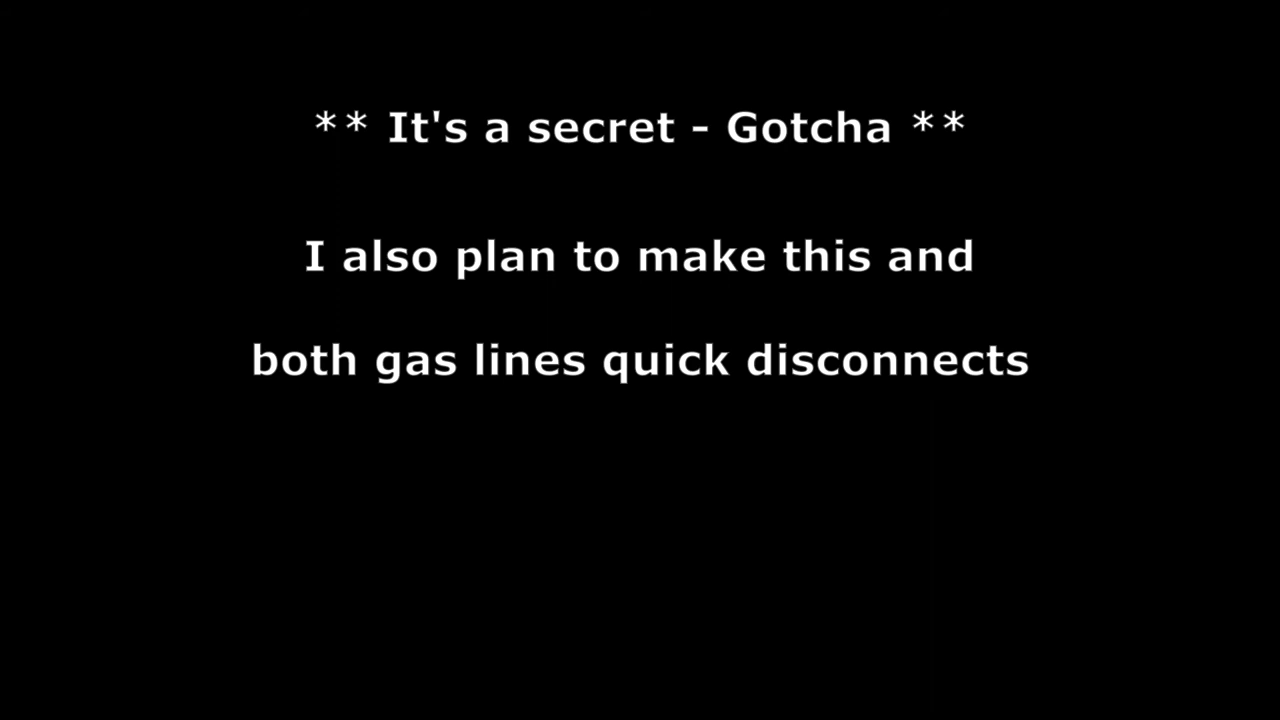 ** It's a secret - Gotcha **
I also plan to make this and
both gas lines quick disconnects